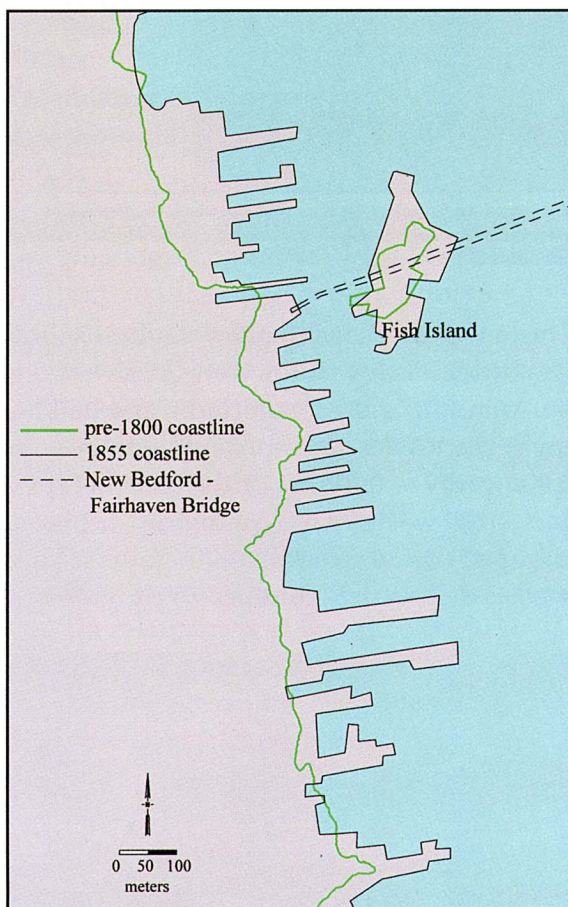 Fish Island
pre-1800 coastline
1855 coastline
New Bedford -
Fairhaven Bridge
0 50 100
meters